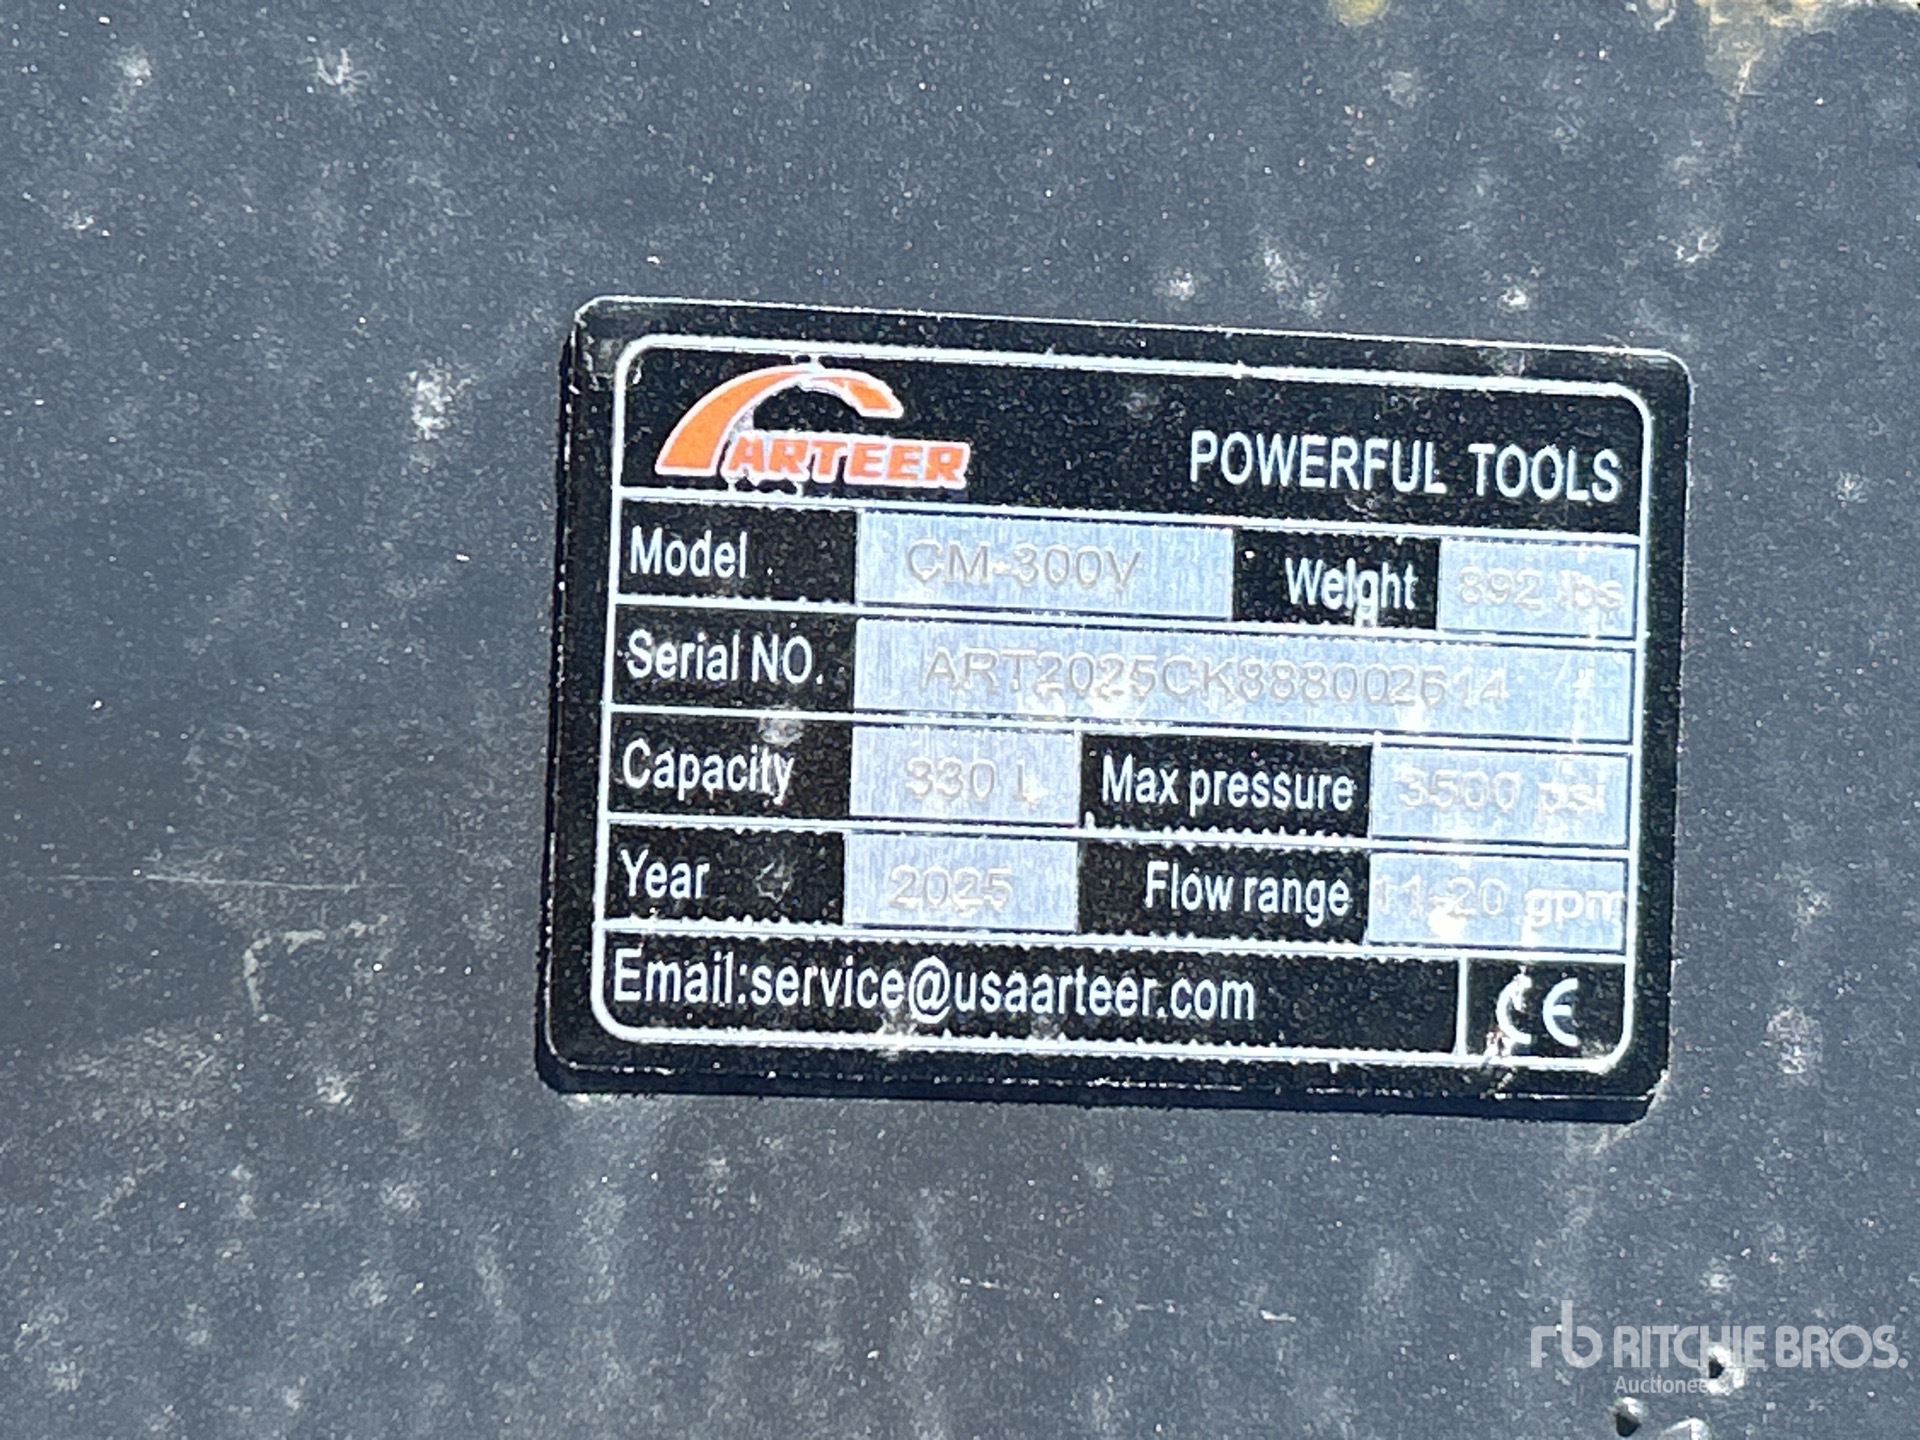 ARTEER POWERFUL TOOLS
Model CM-300V Weight 892 lbs
Serial NO. ART2025CK888002614
Capacity 330 L Max pressure 3500 psi
Year 2025 Flow range 11-20 gpm
Email:service@usaarteer.com CE
rb RITCHIE BROS.
Auctioneers